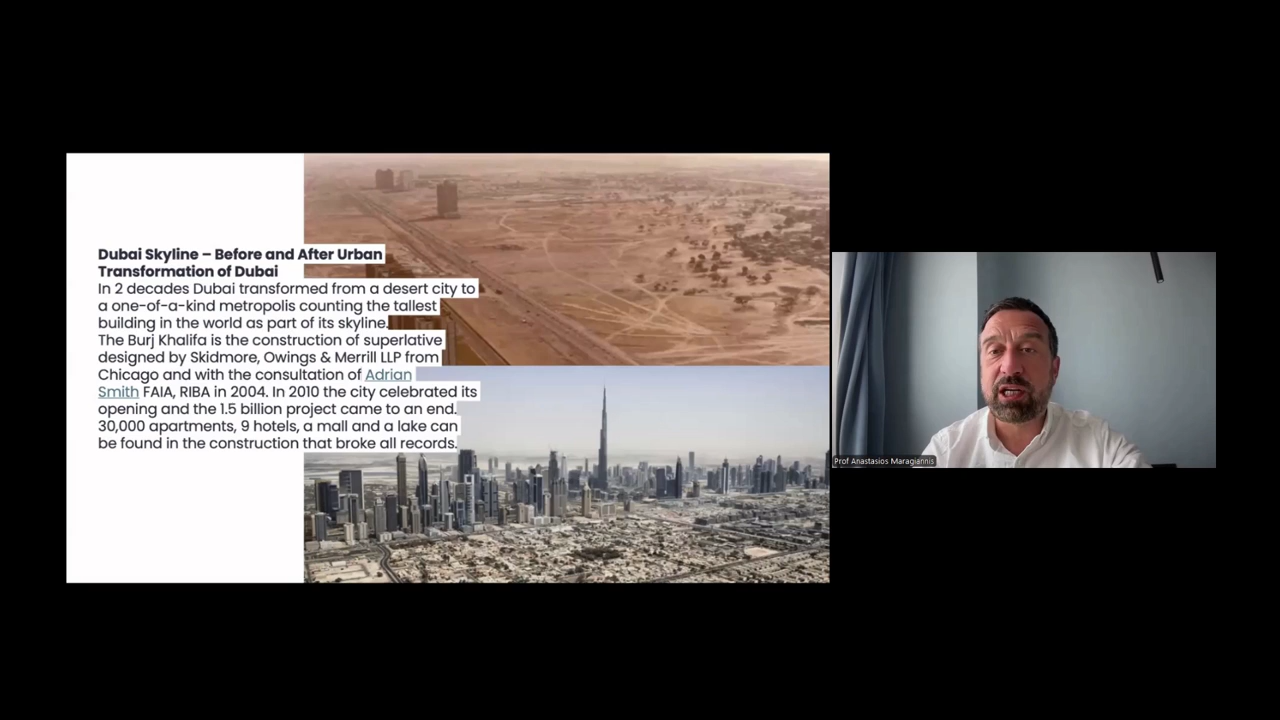 Dubai Skyline – Before and After Urban
Transformation of Dubai
In 2 decades Dubai transformed from a desert city to
a one-of-a-kind metropolis counting the tallest
building in the world as part of its skyline.
The Burj Khalifa is the construction of superlative
designed by Skidmore, Owings & Merrill LLP from
Chicago and with the consultation of Adrian
Smith FAIA, RIBA in 2004. In 2010 the city celebrated its
opening and the 1.5 billion project came to an end.
30,000 apartments, 9 hotels, a mall and a lake can
be found in the construction that broke all records.
Prof Anastasios Maragiannis